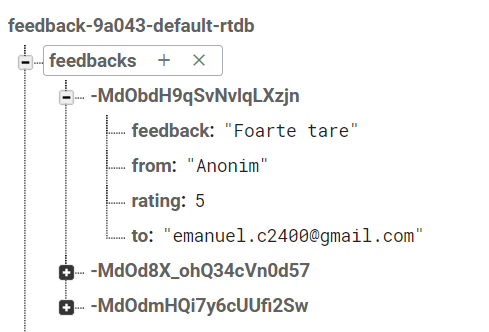 feedback-9a043-default-rtdb
feedbacks + ×
-MdObdH9qSvNvlqLXzjn
feedback: "Foarte tare"
from: "Anonim"
rating: 5
to: "emanuel.c2400@gmail.com"
-MdOd8X_ohQ34cVn0d57
-MdOdmHQi7y6cUUfi2Sw